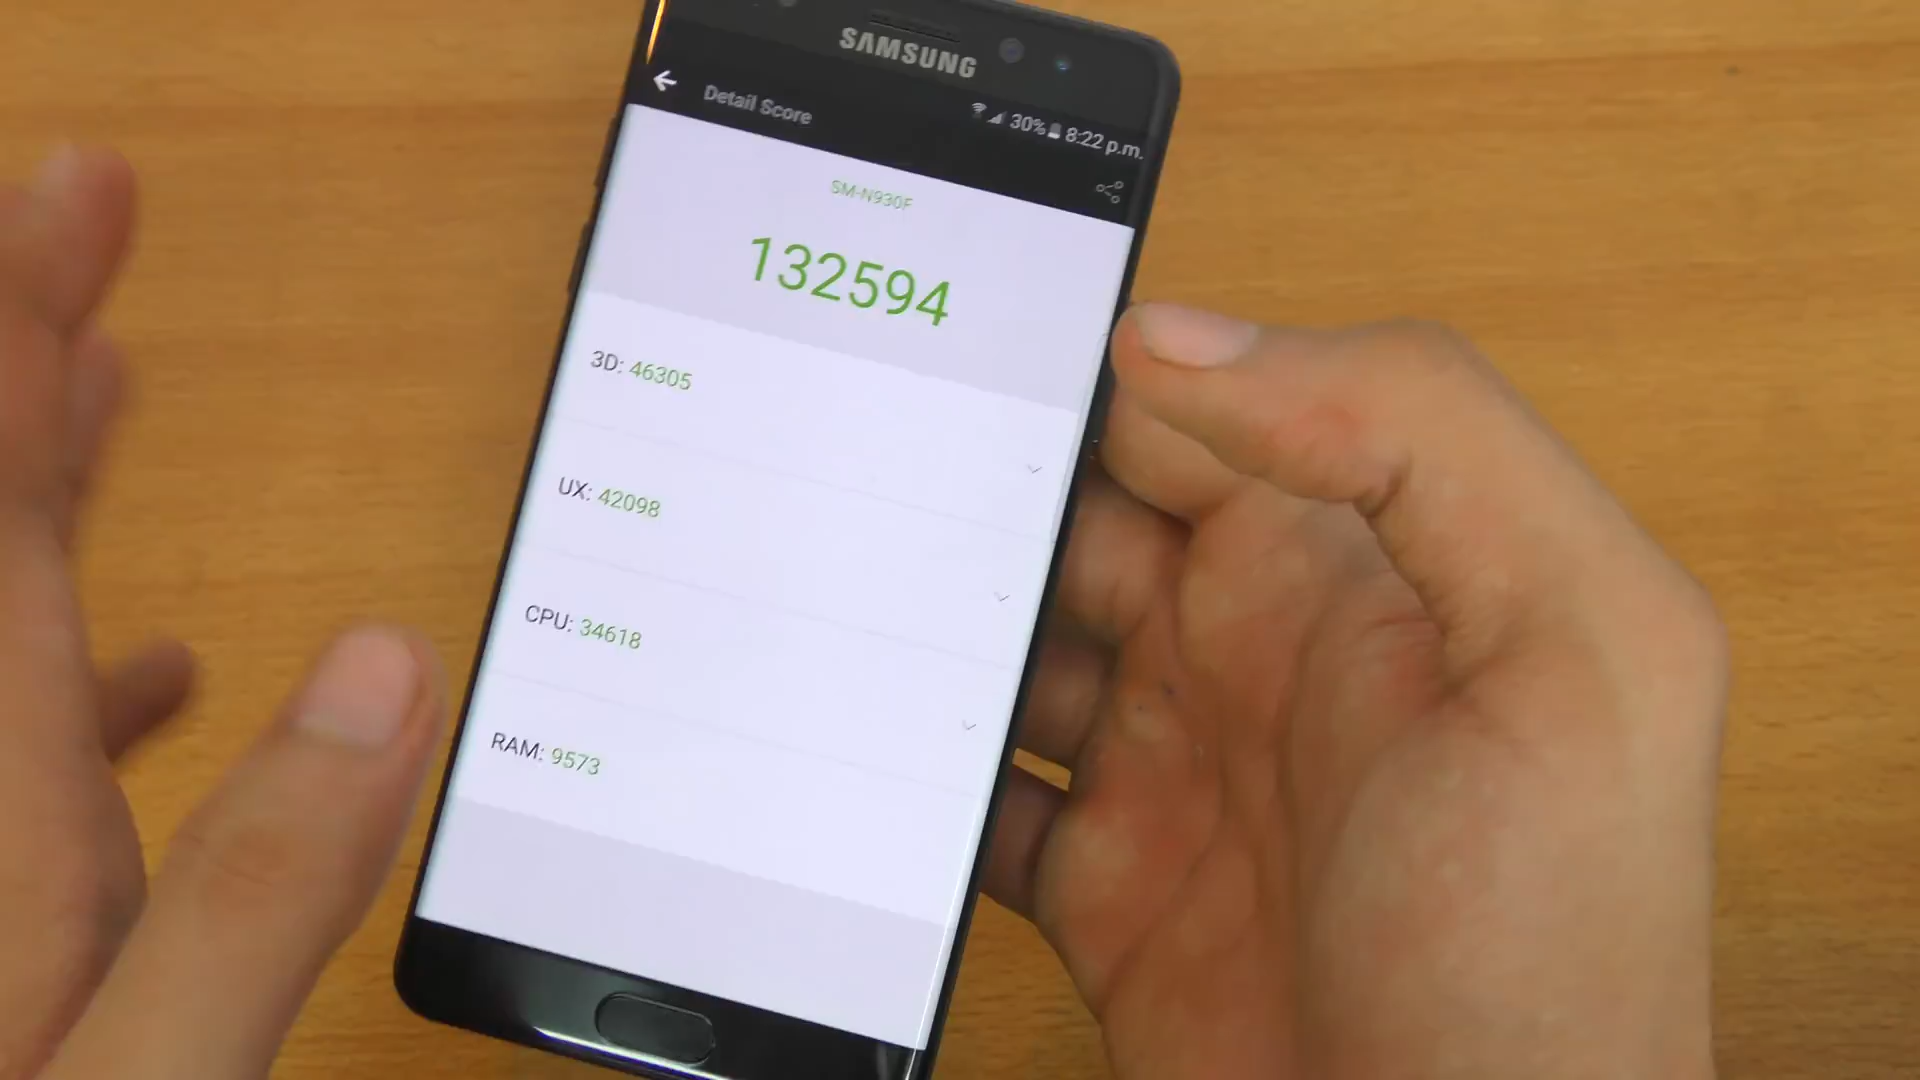 SAMSUNG
Detail Score
30% 8:22 p.m.
SM-N930F
132594
3D: 46305
UX: 42098
CPU: 34618
RAM: 9573